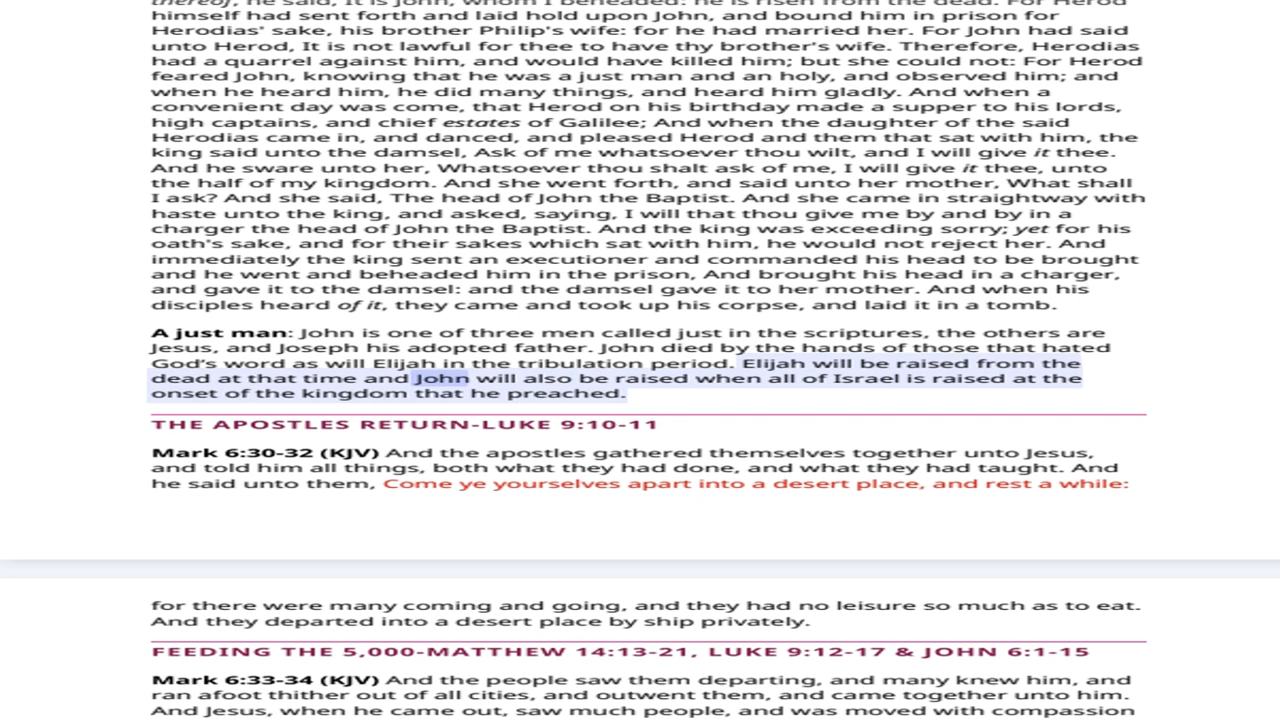 thereof, he said, It is John, whom I beheaded: he is risen from the dead. For Herod
himself had sent forth and laid hold upon John, and bound him in prison for
Herodias' sake, his brother Philip's wife: for he had married her. For John had said
unto Herod, It is not lawful for thee to have thy brother's wife. Therefore, Herodias
had a quarrel against him, and would have killed him; but she could not: For Herod
feared John, knowing that he was a just man and an holy, and observed him; and
when he heard him, he did many things, and heard him gladly. And when a
convenient day was come, that Herod on his birthday made a supper to his lords,
high captains, and chief estates of Galilee; And when the daughter of the said
Herodias came in, and danced, and pleased Herod and them that sat with him, the
king said unto the damsel, Ask of me whatsoever thou wilt, and I will give it thee.
And he sware unto her, Whatsoever thou shalt ask of me, I will give it thee, unto
the half of my kingdom. And she went forth, and said unto her mother, What shall
I ask? And she said, The head of John the Baptist. And she came in straightway with
haste unto the king, and asked, saying, I will that thou give me by and by in a
charger the head of John the Baptist. And the king was exceeding sorry; yet for his
oath's sake, and for their sakes which sat with him, he would not reject her. And
immediately the king sent an executioner and commanded his head to be brought
and he went and beheaded him in the prison, And brought his head in a charger,
and gave it to the damsel: and the damsel gave it to her mother. And when his
disciples heard of it, they came and took up his corpse, and laid it in a tomb.
A just man: John is one of three men called just in the scriptures, the others are
Jesus, and Joseph his adopted father. John died by the hands of those that hated
God's word as will Elijah in the tribulation period. Elijah will be raised from the
dead at that time and John will also be raised when all of Israel is raised at the
onset of the kingdom that he preached.
THE APOSTLES RETURN-LUKE 9:10-11
Mark 6:30-32 (KJV) And the apostles gathered themselves together unto Jesus,
and told him all things, both what they had done, and what they had taught. And
he said unto them, Come ye yourselves apart into a desert place, and rest a while:
for there were many coming and going, and they had no leisure so much as to eat.
And they departed into a desert place by ship privately.
FEEDING THE 5,000-MATTHEW 14:13-21, LUKE 9:12-17 & JOHN 6:1-15
Mark 6:33-34 (KJV) And the people saw them departing, and many knew him, and
ran afoot thither out of all cities, and outwent them, and came together unto him.
And Jesus, when he came out, saw much people, and was moved with compassion